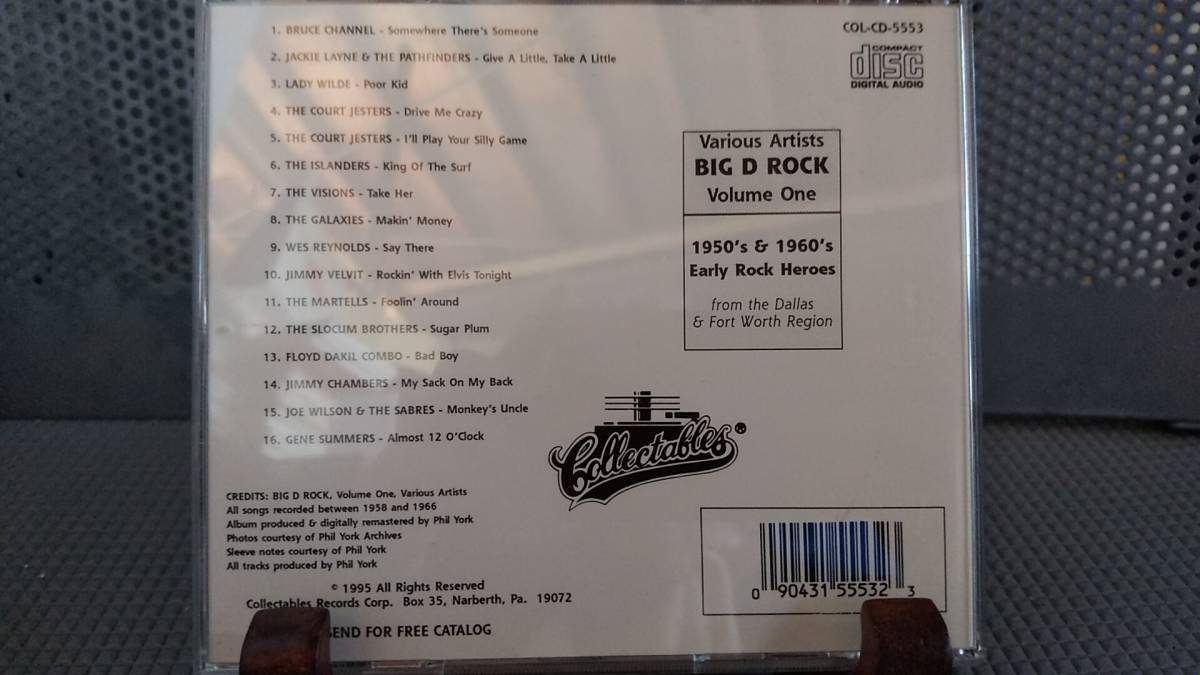 1. BRUCE CHANNEL - Somewhere There's Someone
2. JACKIE LAYNE & THE PATHFINDERS - Give A Little, Take A Little
3. LADY WILDE - Poor Kid
4. THE COURT JESTERS - Drive Me Crazy
5. THE COURT JESTERS - I'll Play Your Silly Game
6. THE ISLANDERS - King Of The Surf
7. THE VISIONS - Take Her
8. THE GALAXIES - Makin' Money
9. WES REYNOLDS - Say There
10. JIMMY VELVIT - Rockin' With Elvis Tonight
11. THE MARTELLS - Foolin' Around
12. THE SLOCUM BROTHERS - Sugar Plum
13. FLOYD DAKIL COMBO - Bad Boy
14. JIMMY CHAMBERS - My Sack On My Back
15. JOE WILSON & THE SABRES - Monkey's Uncle
16. GENE SUMMERS - Almost 12 O'Clock
COL-CD-5553
COMPACT
disc
DIGITAL AUDIO
Various Artists
BIG D ROCK
Volume One
1950's & 1960's
Early Rock Heroes
from the Dallas
& Fort Worth Region
Collectables®
CREDITS: BIG D ROCK, Volume One, Various Artists
All songs recorded between 1958 and 1966
Album produced & digitally remastered by Phil York
Photos courtesy of Phil York Archives
Sleeve notes courtesy of Phil York
All tracks produced by Phil York
© 1995 All Rights Reserved
Collectables Records Corp. Box 35, Narberth, Pa. 19072
SEND FOR FREE CATALOG
0 90431 55532 3